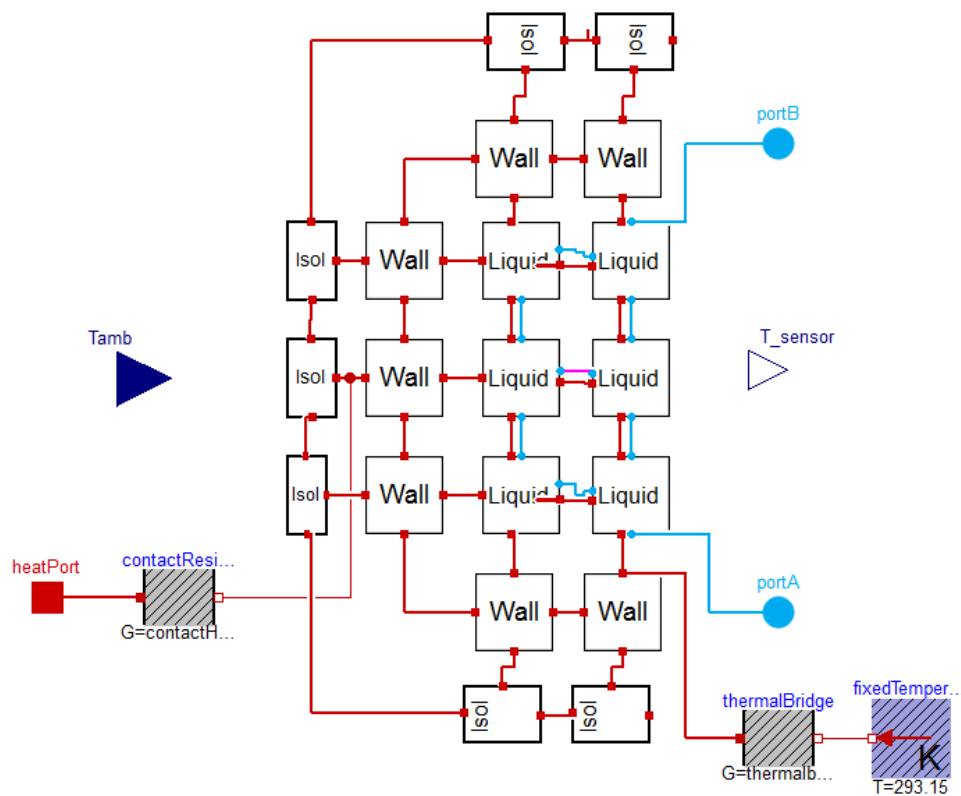 Isol
Isol
portB
Wall
Wall
Isol
Wall
Liquid
Liquid
Tamb
T_sensor
Isol
Wall
Liquid
Liquid
Isol
Wall
Liquid
Liquid
contactResi...
heatPort
portA
Wall
Wall
G=contactH...
thermalBridge
fixedTemper..
Isol
Isol
K
G=thermalb...
T=293.15